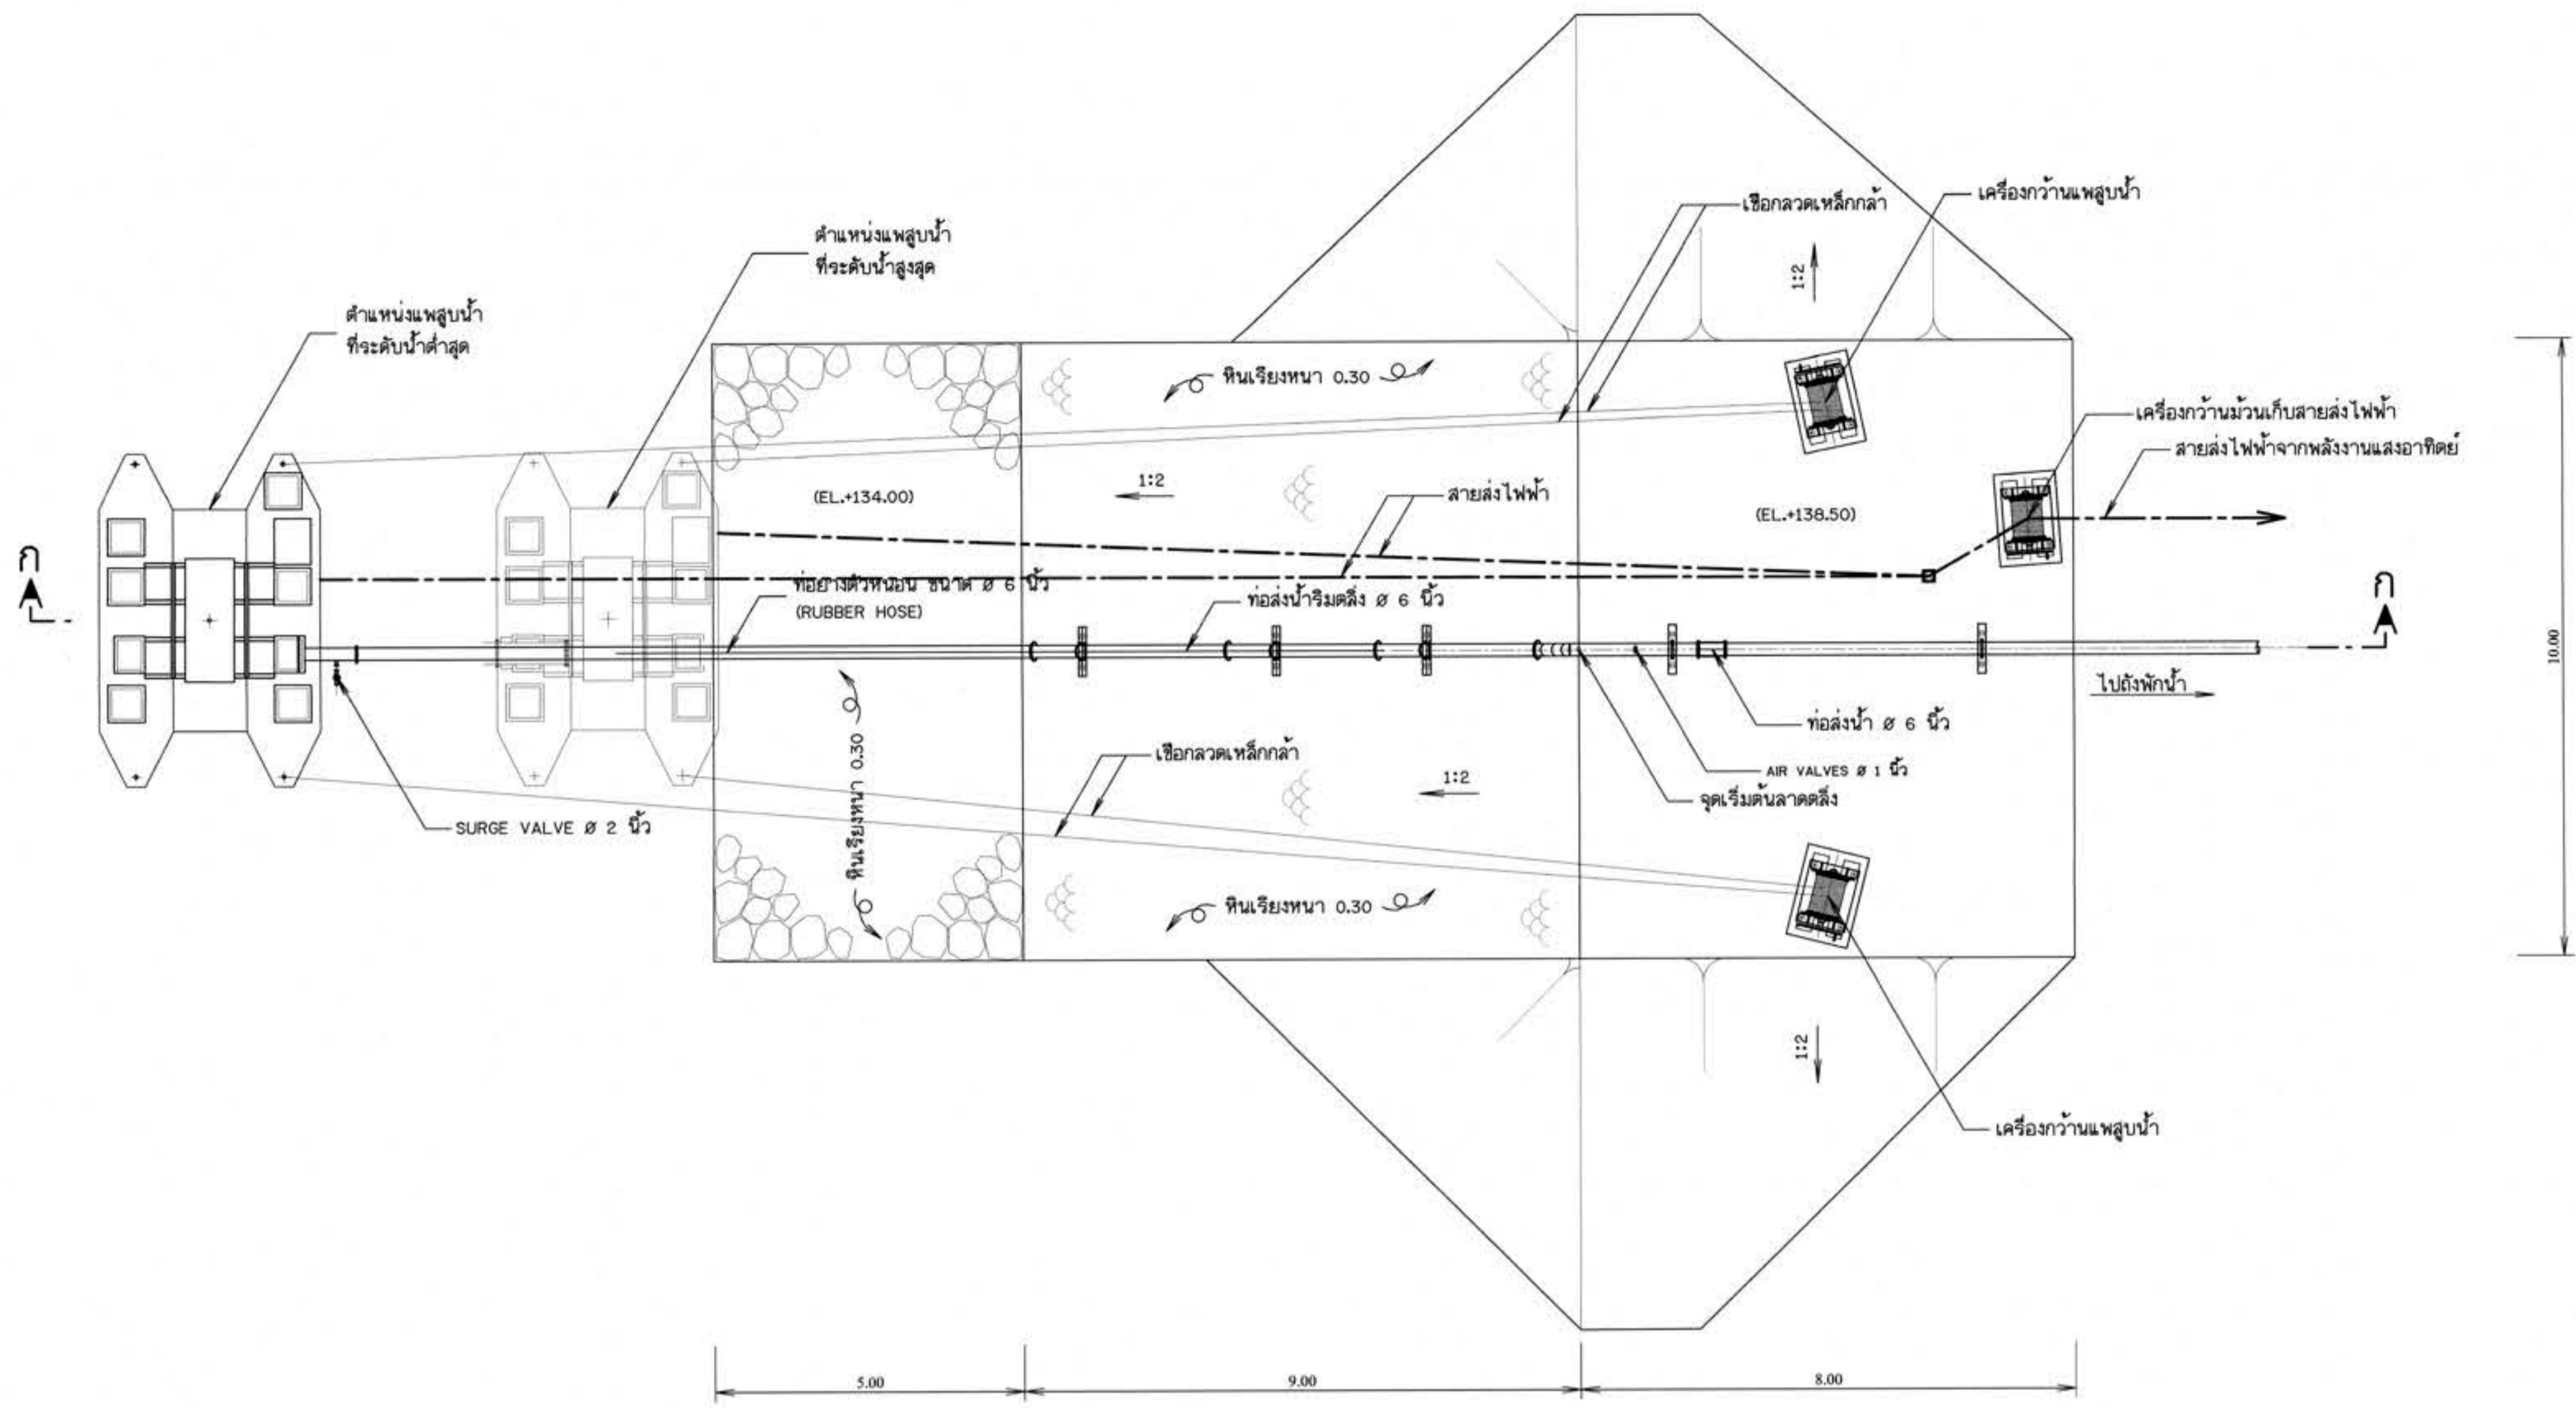 เครื่องกว้านแพสูบน้ำ
เชือกลวดเหล็กกล้า
ตำแหน่งแพสูบน้ำ
ที่ระดับน้ำสูงสุด
1:2
ตำแหน่งแพสูบน้ำ
ที่ระดับน้ำต่ำสุด
หินเรียงหนา 0.30
เครื่องกว้านม้วนเก็บสายส่งไฟฟ้า
สายส่งไฟฟ้าจากพลังงานแสงอาทิตย์
1:2
(EL.+134.00)
สายส่งไฟฟ้า
(EL.+138.50)
ก
ก
ท่อยางตัวหนอน ขนาด ø 6 นิ้ว
(RUBBER HOSE)
ท่อส่งน้ำริมตลิ่ง ø 6 นิ้ว
10.00
ไปถังพักน้ำ
ท่อส่งน้ำ ø 6 นิ้ว
เชือกลวดเหล็กกล้า
1:2
AIR VALVES ø 1 นิ้ว
จุดเริ่มต้นลาดตลิ่ง
หินเรียงหนา 0.30
SURGE VALVE Ø 2 นิ้ว
หินเรียงหนา 0.30
1:2
เครื่องกว้านแพสูบน้ำ
5.00
9.00
8.00